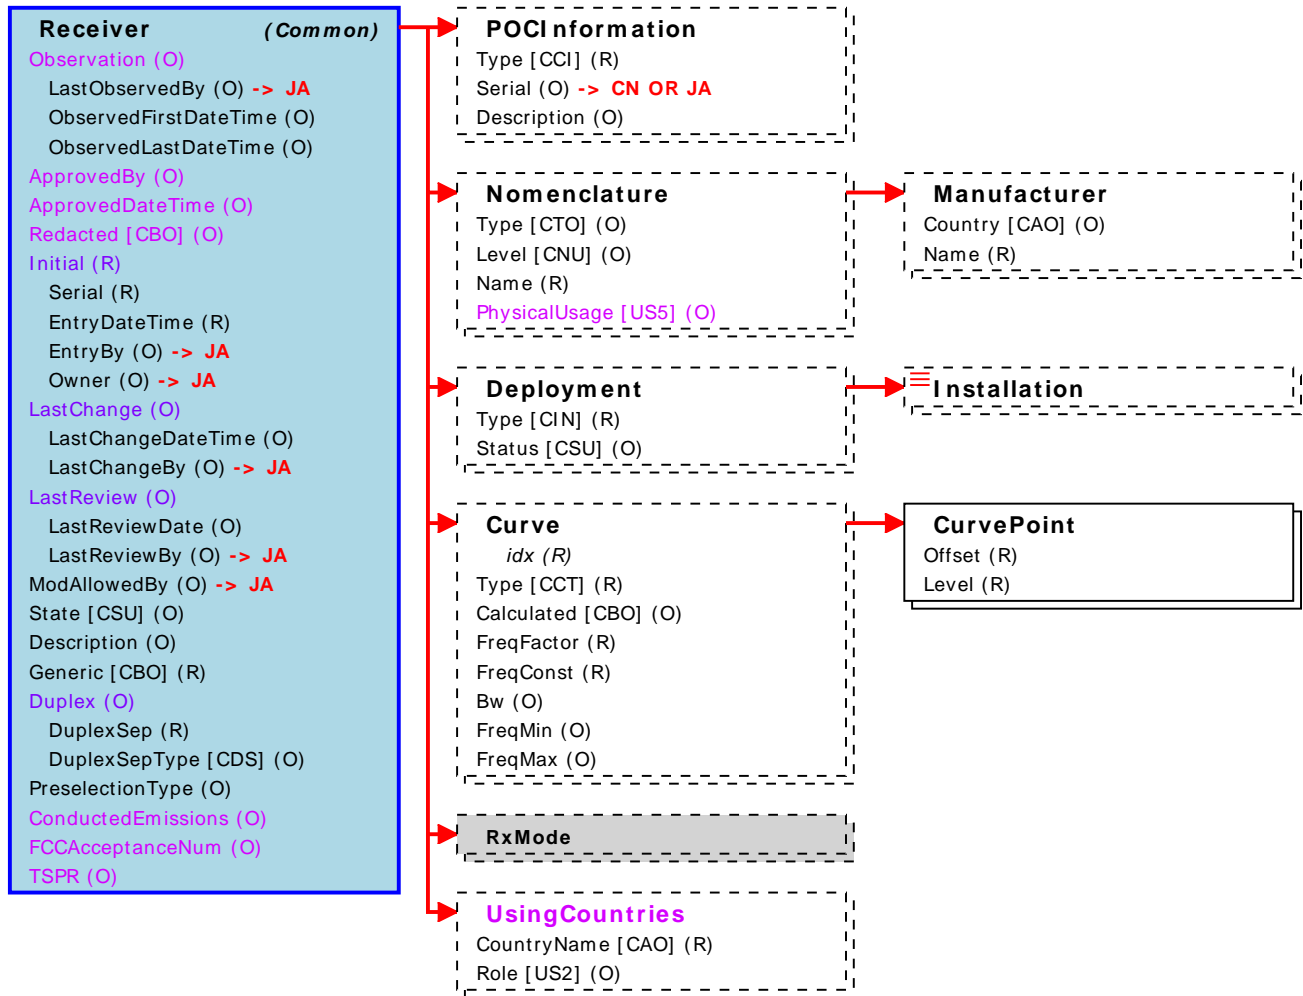 Receiver (Common)
Observation (O)
LastObservedBy (O) -> JA
ObservedFirstDateTime (O)
ObservedLastDateTime (O)
ApprovedBy (O)
ApprovedDateTime (O)
Redacted [CBO] (O)
Initial (R)
Serial (R)
EntryDateTime (R)
EntryBy (O) -> JA
Owner (O) -> JA
LastChange (O)
LastChangeDateTime (O)
LastChangeBy (O) -> JA
LastReview (O)
LastReviewDate (O)
LastReviewBy (O) -> JA
ModAllowedBy (O) -> JA
State [CSU] (O)
Description (O)
Generic [CBO] (R)
Duplex (O)
DuplexSep (R)
DuplexSepType [CDS] (O)
PreselectionType (O)
ConductedEmissions (O)
FCCAcceptanceNum (O)
TSPR (O)
POCInformation
Type [CCI] (R)
Serial (O) -> CN OR JA
Description (O)
Nomenclature
Type [CTO] (O)
Level [CNU] (O)
Name (R)
PhysicalUsage [US5] (O)
Manufacturer
Country [CAO] (O)
Name (R)
Deployment
Type [CIN] (R)
Status [CSU] (O)
Installation
Curve
idx (R)
Type [CCT] (R)
Calculated [CBO] (O)
FreqFactor (R)
FreqConst (R)
Bw (O)
FreqMin (O)
FreqMax (O)
CurvePoint
Offset (R)
Level (R)
RxMode
UsingCountries
CountryName [CAO] (R)
Role [US2] (O)